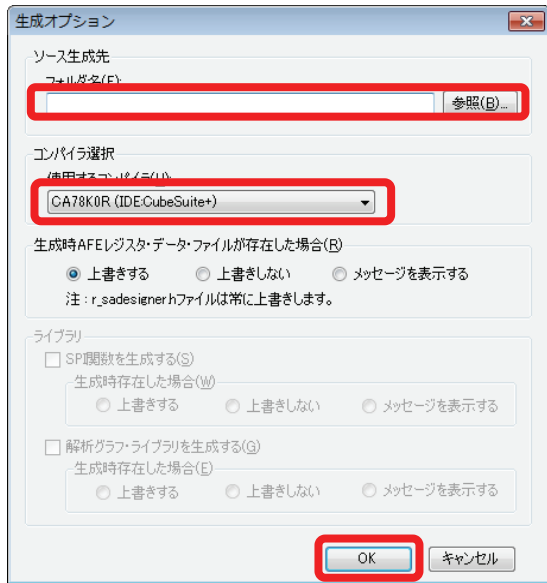 生成オプション
ソース生成先
フォルダ名(F):
参照(B)...
コンパイラ選択
使用するコンパイラ(U):
CA78K0R (IDE:CubeSuite+)
生成時AFEレジスタ・データ・ファイルが存在した場合(R)
上書きする 上書きしない メッセージを表示する
注：r_sadesigner.hファイルは常に上書きします。
ライブラリ
SPI関数を生成する(S)
生成時存在した場合(W)
上書きする 上書きしない メッセージを表示する
解析グラフ・ライブラリを生成する(G)
生成時存在した場合(E)
上書きする 上書きしない メッセージを表示する
OK キャンセル